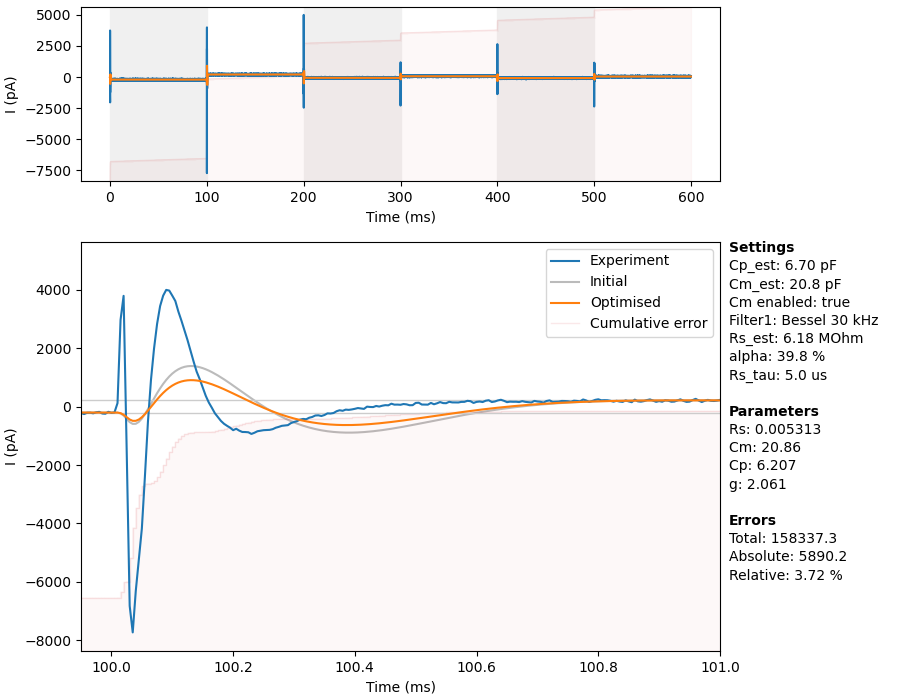 5000
2500
0
−2500
−5000
−7500
I (pA)
0 100 200 300 400 500 600
Time (ms)
4000
2000
0
−2000
−4000
−6000
−8000
I (pA)
100.0 100.2 100.4 100.6 100.8 101.0
Time (ms)
Experiment
Initial
Optimised
Cumulative error
Settings
Cp_est: 6.70 pF
Cm_est: 20.8 pF
Cm enabled: true
Filter1: Bessel 30 kHz
Rs_est: 6.18 MOhm
alpha: 39.8 %
Rs_tau: 5.0 us
Parameters
Rs: 0.005313
Cm: 20.86
Cp: 6.207
g: 2.061
Errors
Total: 158337.3
Absolute: 5890.2
Relative: 3.72 %